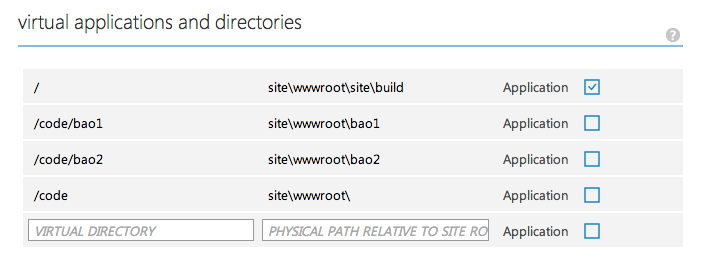 virtual applications and directories
?
/ site\wwwroot\site\build Application
/code/bao1 site\wwwroot\bao1 Application
/code/bao2 site\wwwroot\bao2 Application
/code site\wwwroot\ Application
VIRTUAL DIRECTORY PHYSICAL PATH RELATIVE TO SITE RO Application